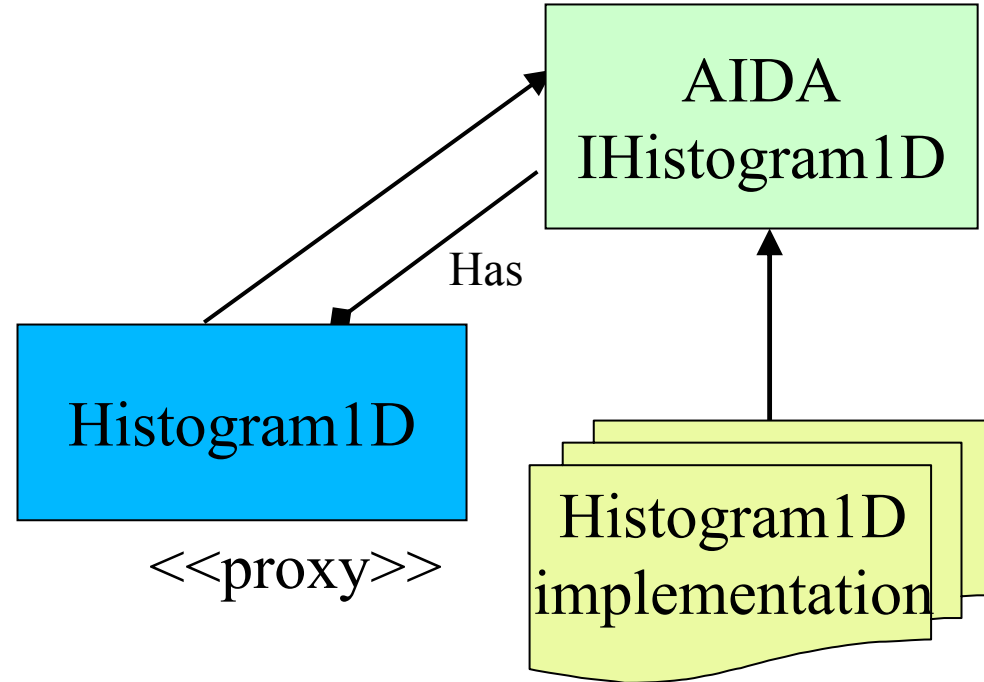 AIDA
IHistogram1D
Has
Histogram1D
<<proxy>>
Histogram1D
implementation